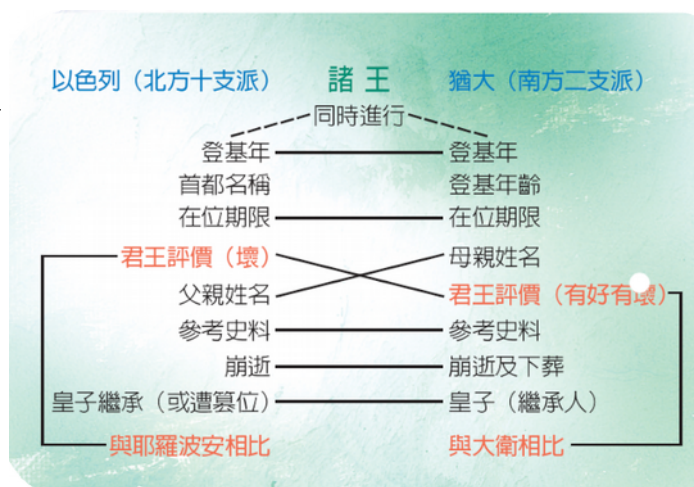 以色列（北方十支派） 諸王 猶大（南方二支派）
同時進行
登基年 登基年
首都名稱 登基年齡
在位期限 在位期限
君王評價（壞） 母親姓名
父親姓名 君王評價（有好有壞）
參考史料 參考史料
崩逝 崩逝及下葬
皇子繼承（或遭篡位） 皇子（繼承人）
與耶羅波安相比 與大衛相比